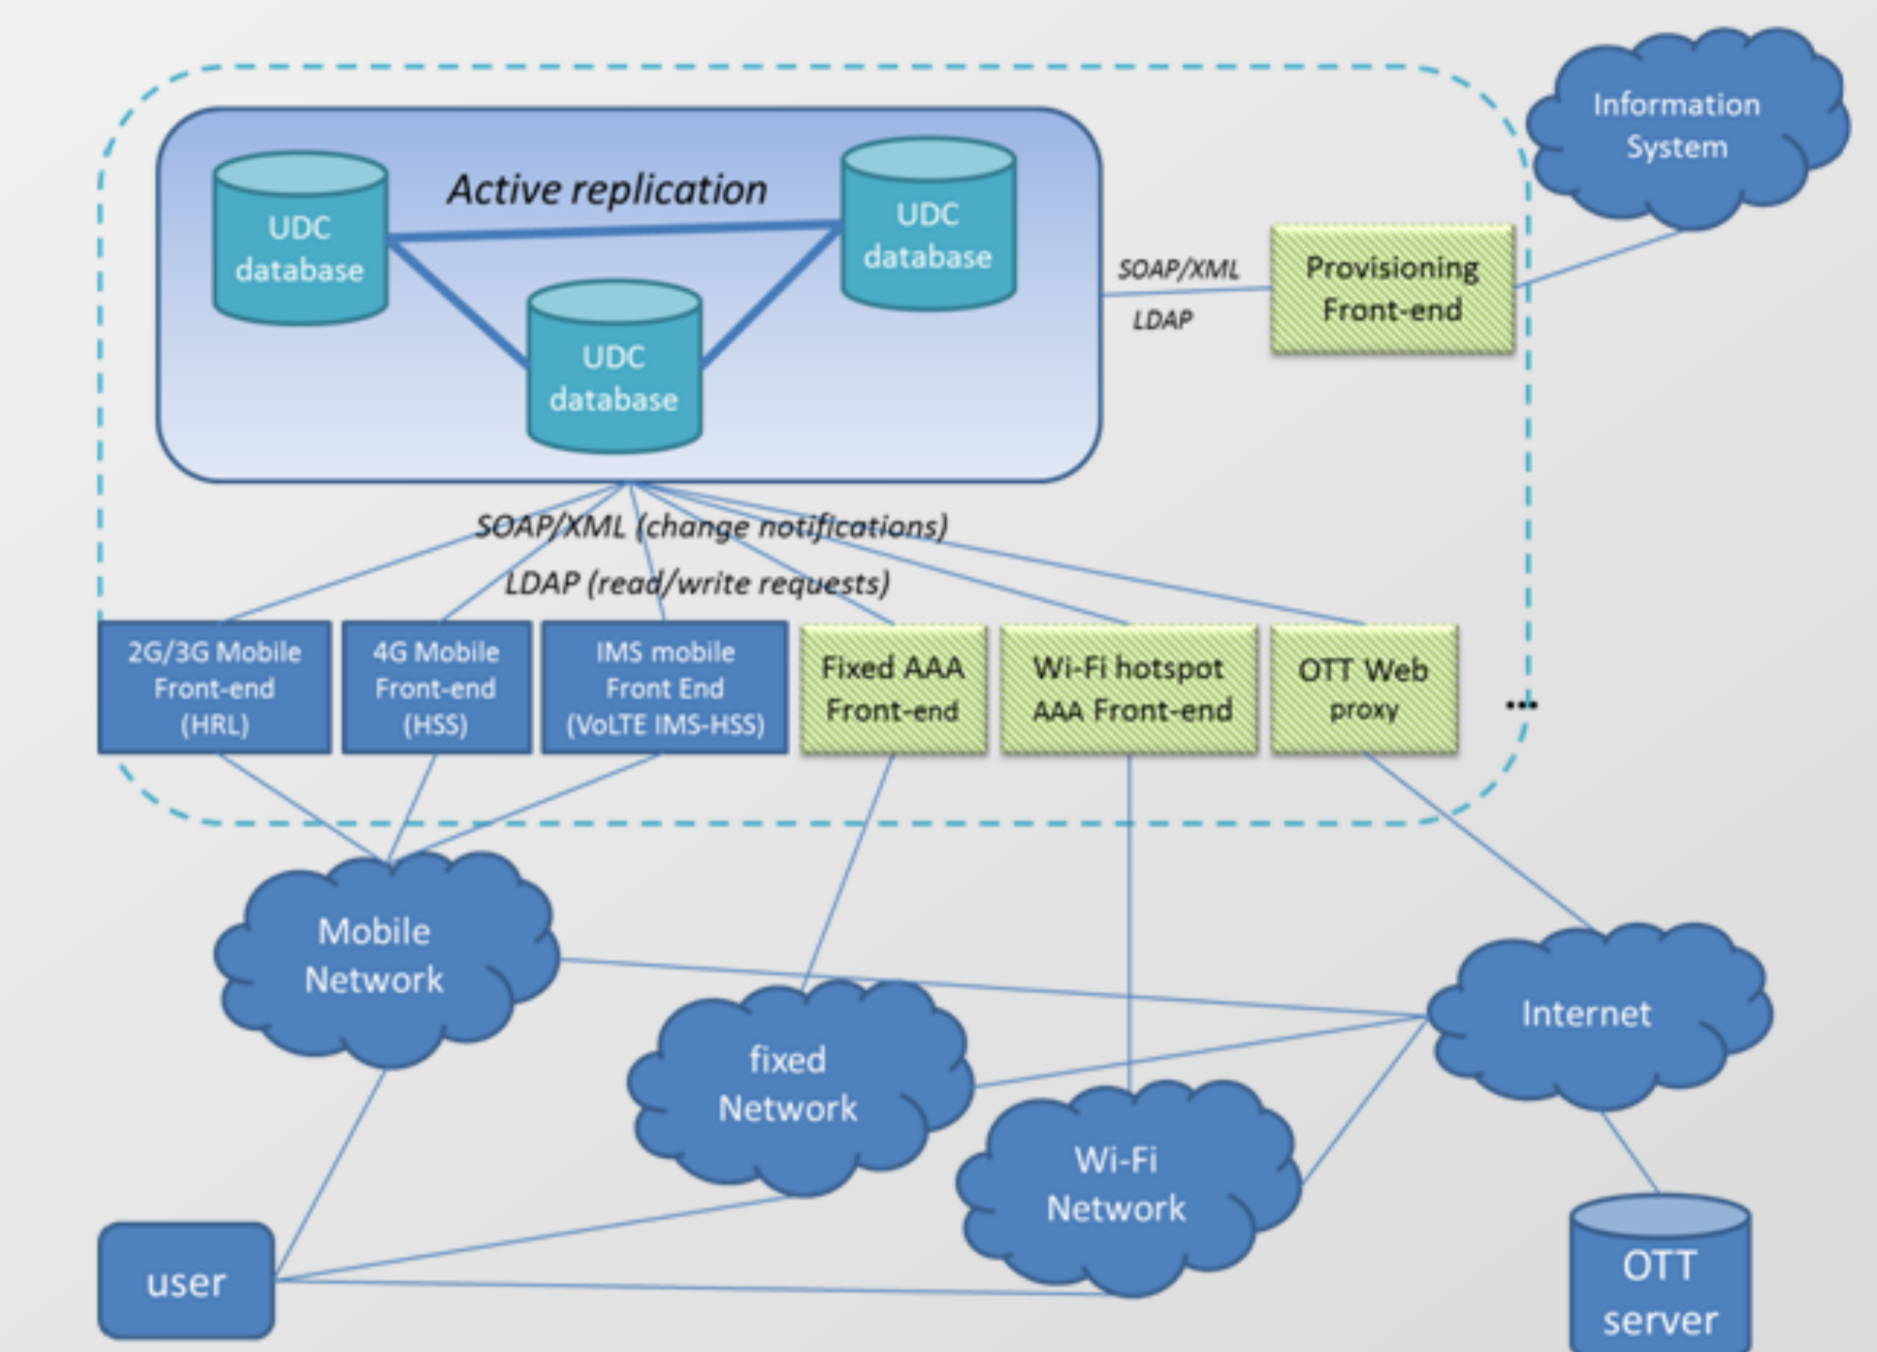 Information
System
Active replication
UDC
database
UDC
database
UDC
database
SOAP/XML
LDAP
Provisioning
Front-end
SOAP/XML (change notifications)
LDAP (read/write requests)
2G/3G Mobile
Front-end
(HRL)
4G Mobile
Front-end
(HSS)
IMS mobile
Front End
(VoLTE IMS-HSS)
Fixed AAA
Front-end
Wi-Fi hotspot
AAA Front-end
OTT Web
proxy
...
Mobile
Network
fixed
Network
Wi-Fi
Network
Internet
user
OTT
server